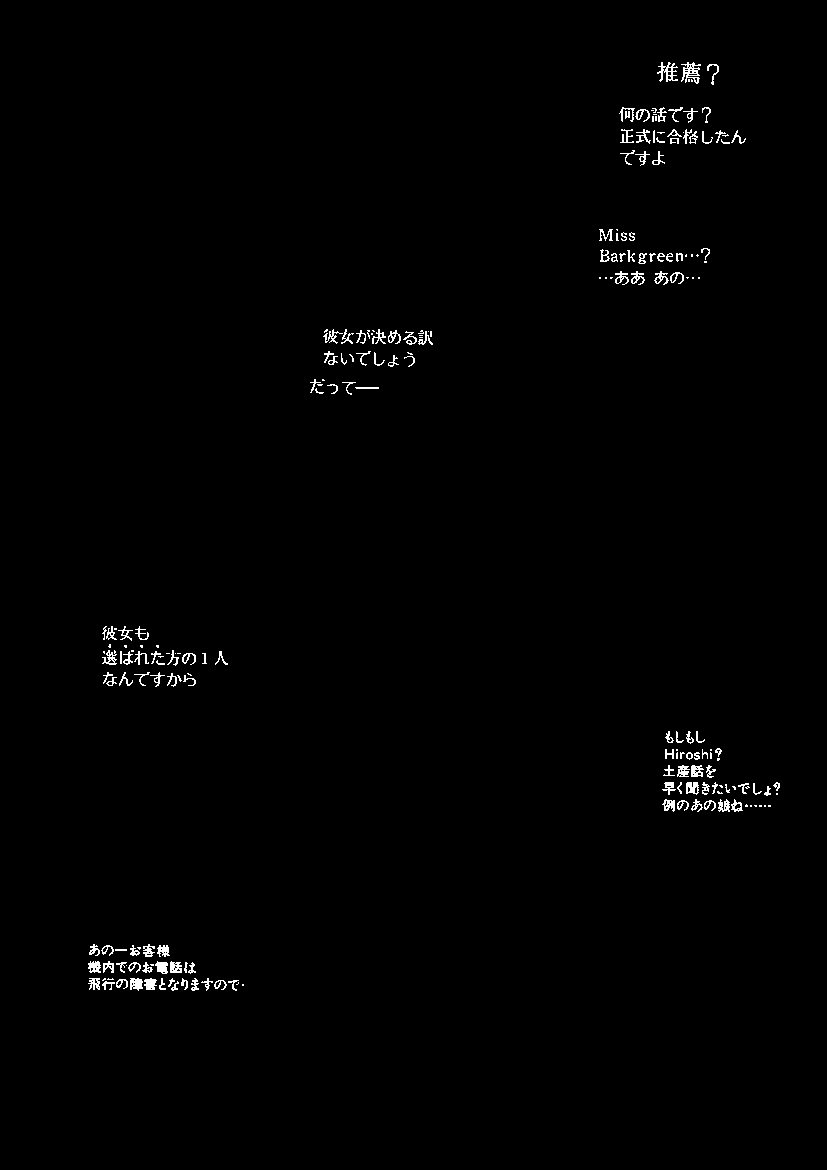 推薦？
何の話です？
正式に合格したん
ですよ
Miss
Barkgreen…？
…ああ あの…
彼女が決める訳
ないでしょう
だって──
彼女も
選ばれた方の１人
なんですから
もしもし
Hiroshi？
土産話を
早く聞きたいでしょ？
例のあの娘ね……
あのーお客様
機内でのお電話は
飛行の障害となりますので・